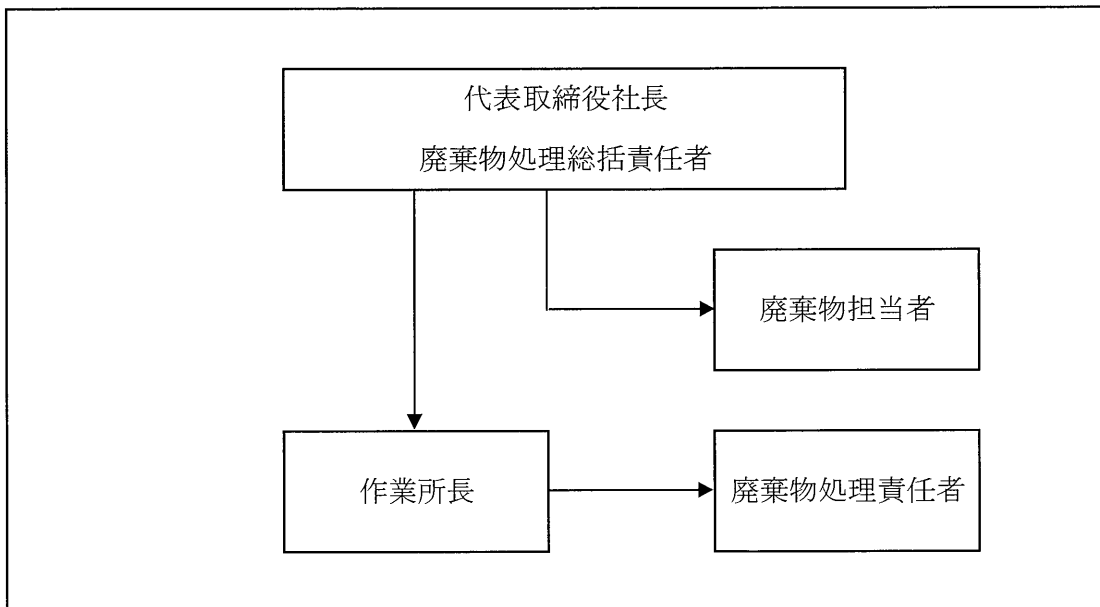 代表取締役社長
廃棄物処理総括責任者
廃棄物担当者
作業所長
廃棄物処理責任者